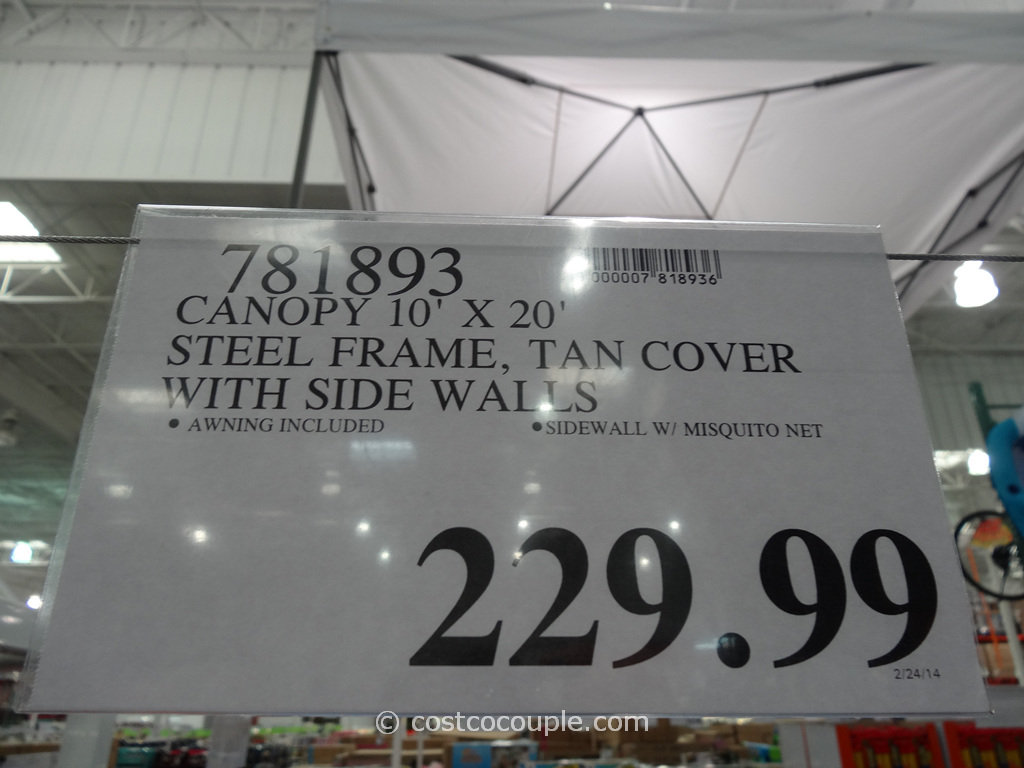 781893
000007 818936
CANOPY 10' X 20'
STEEL FRAME, TAN COVER
WITH SIDE WALLS
• AWNING INCLUDED
• SIDEWALL W/ MISQUITO NET
229.99
2/24/14
© costcocouple.com